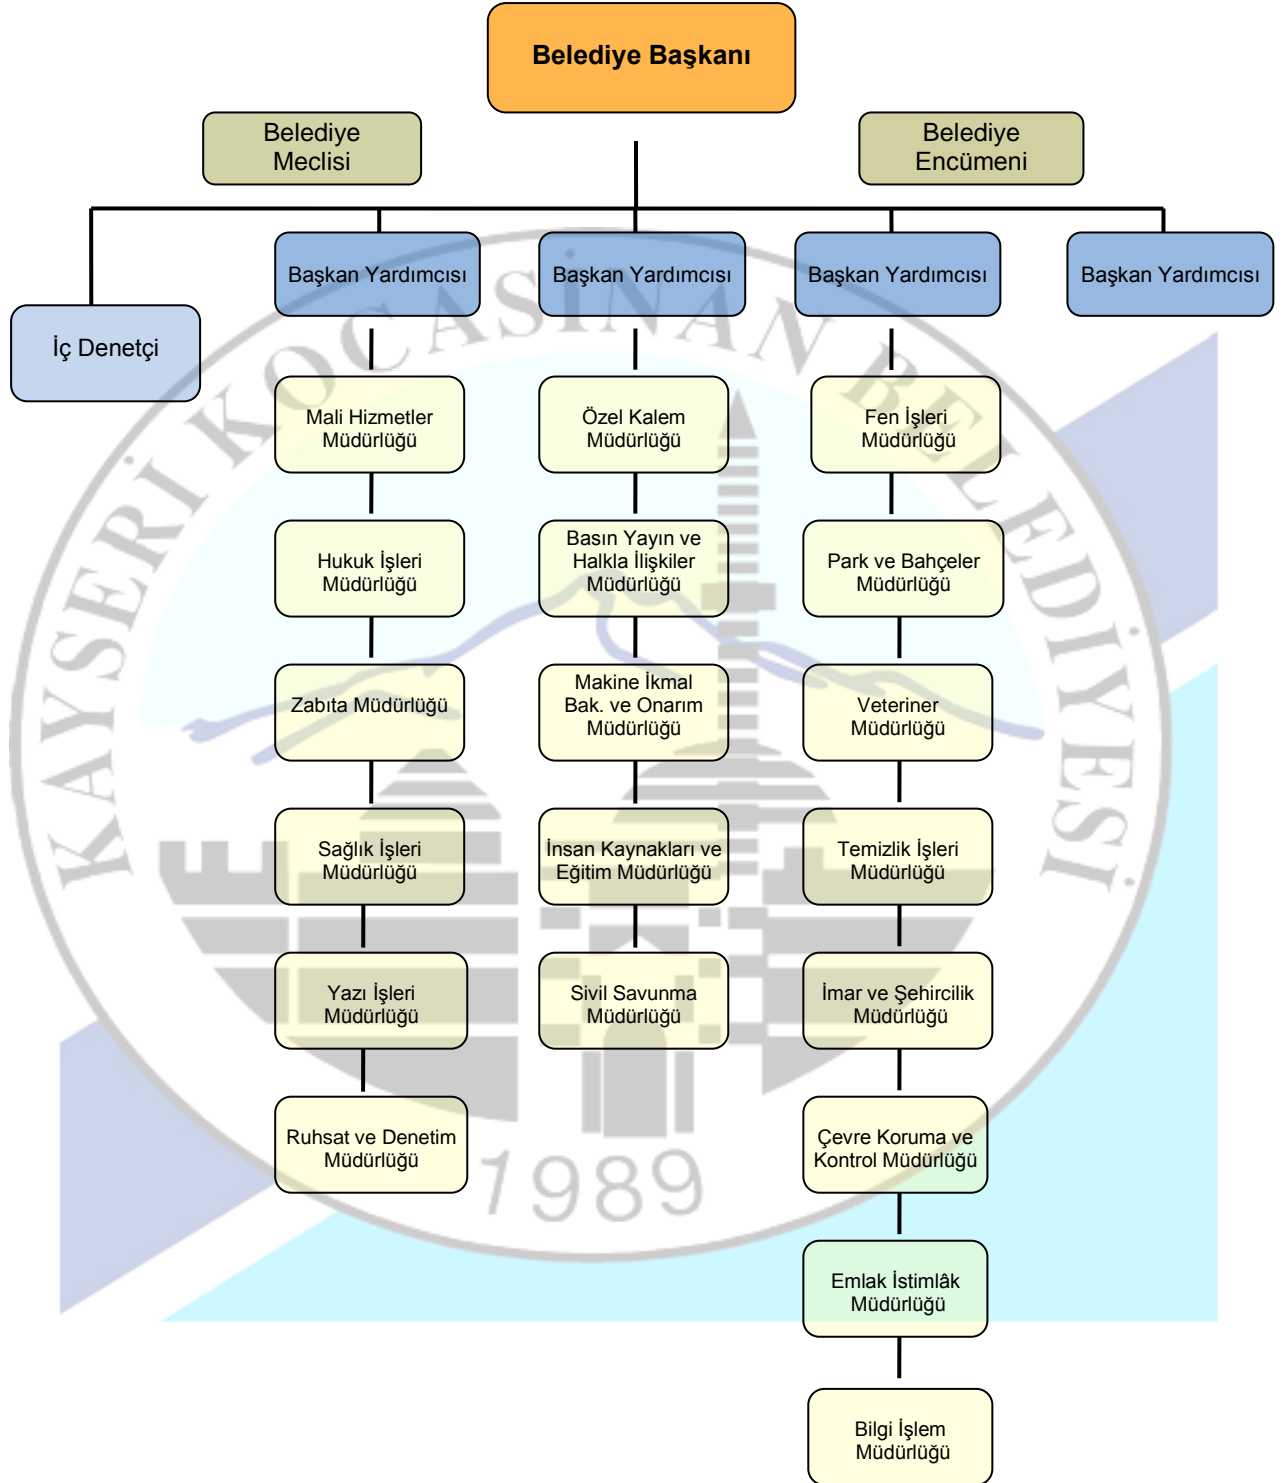 Belediye Başkanı
Belediye
Meclisi
Belediye
Encümeni
Başkan Yardımcısı
Başkan Yardımcısı
Başkan Yardımcısı
Başkan Yardımcısı
İç Denetçi
KAYSERİ KOCASİNAN BELEDİYESİ
Mali Hizmetler
Müdürlüğü
Özel Kalem
Müdürlüğü
Fen İşleri
Müdürlüğü
Hukuk İşleri
Müdürlüğü
Basın Yayın ve
Halkla İlişkiler
Müdürlüğü
Park ve Bahçeler
Müdürlüğü
Zabıta Müdürlüğü
Makine İkmal
Bak. ve Onarım
Müdürlüğü
Veteriner
Müdürlüğü
Sağlık İşleri
Müdürlüğü
İnsan Kaynakları ve
Eğitim Müdürlüğü
Temizlik İşleri
Müdürlüğü
Yazı İşleri
Müdürlüğü
Sivil Savunma
Müdürlüğü
İmar ve Şehircilik
Müdürlüğü
Ruhsat ve Denetim
Müdürlüğü
Çevre Koruma ve
Kontrol Müdürlüğü
1989
Emlak İstimlâk
Müdürlüğü
Bilgi İşlem
Müdürlüğü